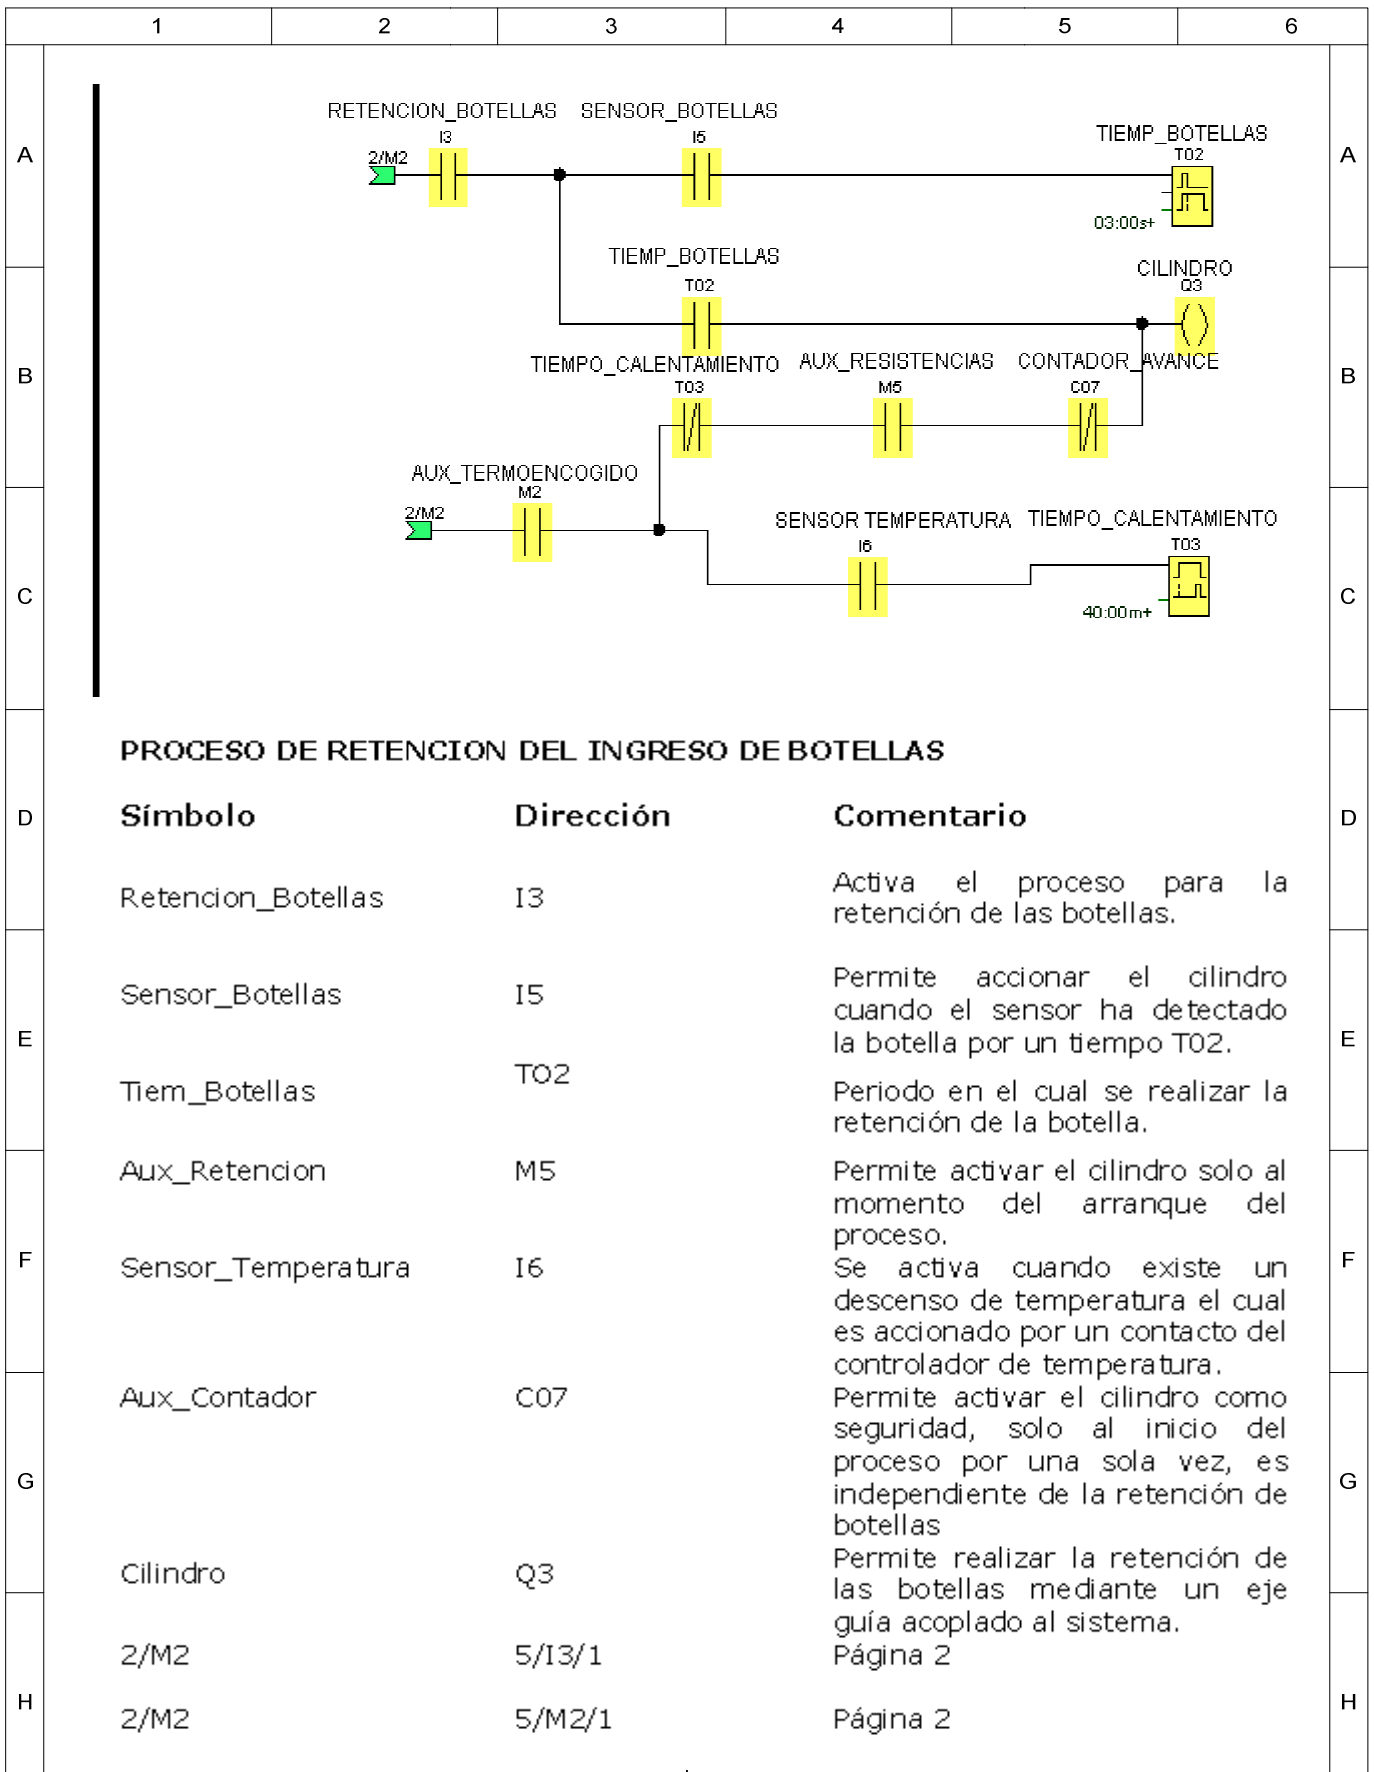 1 2 3 4 5 6
RETENCION_BOTELLAS SENSOR_BOTELLAS
I3 I5
TIEMP_BOTELLAS
A 2/M2 T02 A
03:00s+
TIEMP_BOTELLAS
CILINDRO
T02 Q3
TIEMPO_CALENTAMIENTO AUX_RESISTENCIAS CONTADOR_AVANCE
B T03 M5 C07 B
AUX_TERMOENCOGIDO
M2
2/M2 SENSOR TEMPERATURA TIEMPO_CALENTAMIENTO
I6 T03
C 40:00m+ C
PROCESO DE RETENCION DEL INGRESO DE BOTELLAS
D Símbolo Dirección Comentario D
Activa el proceso para la
Retencion_Botellas I3
retención de las botellas.
Permite accionar el cilindro
Sensor_Botellas I5
cuando el sensor ha detectado
E la botella por un tiempo T02. E
TO2
Tiem_Botellas Periodo en el cual se realizar la
retención de la botella.
Aux_Retencion M5 Permite activar el cilindro solo al
momento del arranque del
proceso.
F Sensor_Temperatura I6 Se activa cuando existe un F
descenso de temperatura el cual
es accionado por un contacto del
controlador de temperatura.
Aux_Contador C07 Permite activar el cilindro como
seguridad, solo al inicio del
proceso por una sola vez, es
G independiente de la retención de G
botellas
Cilindro Q3 Permite realizar la retención de
las botellas mediante un eje
guía acoplado al sistema.
2/M2 5/I3/1 Página 2
H H
2/M2 5/M2/1 Página 2